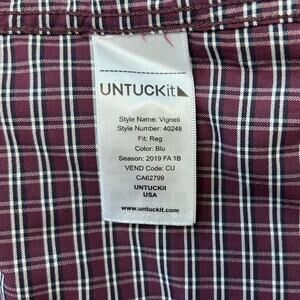 UNTUCKit
Style Name: Vigneti
Style Number: 40248
Fit: Reg
Color: Blu
Season: 2019 FA 1B
VEND Code: CU
CA62799
UNTUCKit
USA
www.untuckit.com